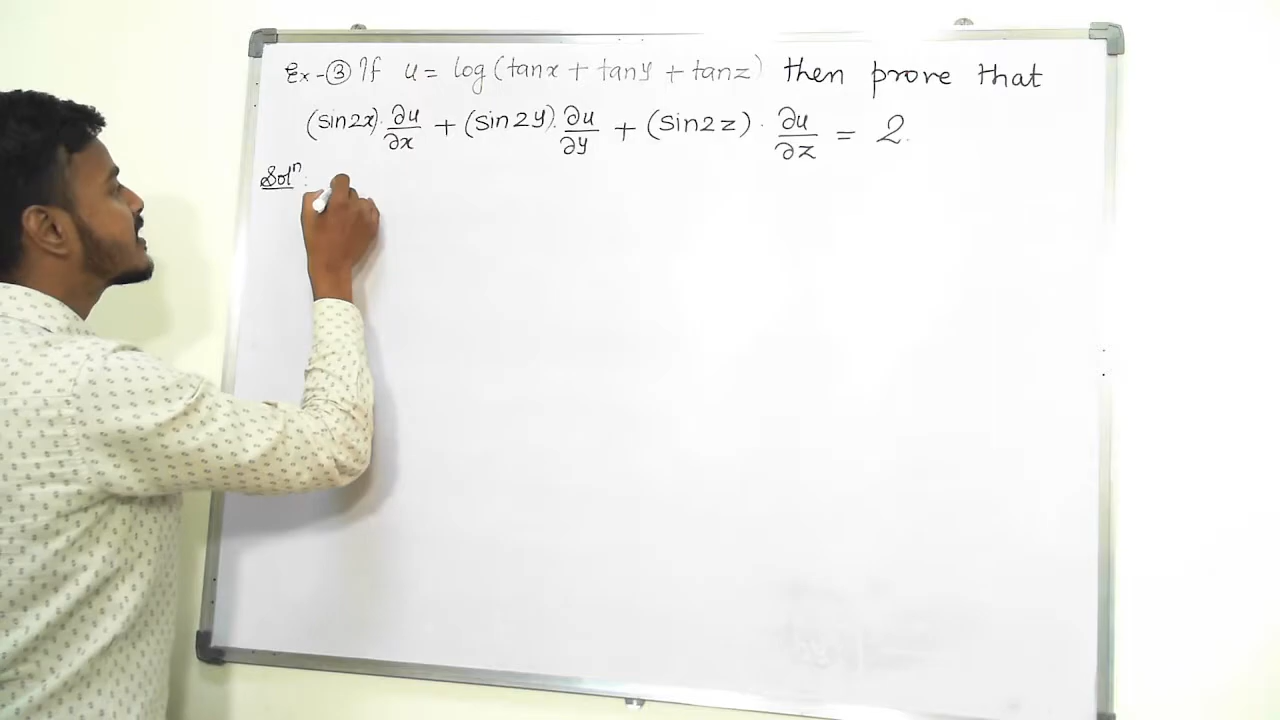 Ex-③ If u = log(tanx + tany + tanz) then prove that
(sin2x)·∂u/∂x + (sin2y)·∂u/∂y + (sin2z)·∂u/∂z = 2.
Solⁿ: